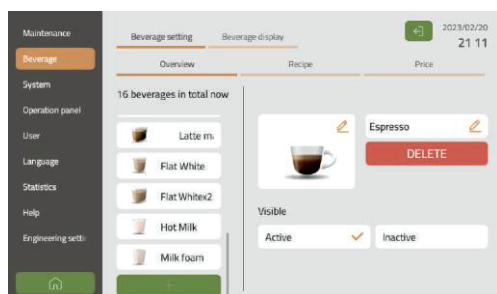 Maintenance
Beverage
System
Operation panel
User
Language
Statistics
Help
Engineering setti
Beverage setting
Beverage display
2023/02/20
21 11
Overview
Recipe
Price
16 beverages in total now
Latte m
Flat White
Flat Whitex2
Hot Milk
Milk foam
+
Espresso
DELETE
Visible
Active
Inactive